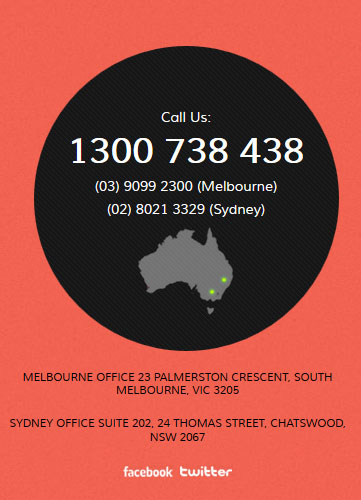 Call Us:
1300 738 438
(03) 9099 2300 (Melbourne)
(02) 8021 3329 (Sydney)
MELBOURNE OFFICE 23 PALMERSTON CRESCENT, SOUTH
MELBOURNE, VIC 3205
SYDNEY OFFICE SUITE 202, 24 THOMAS STREET, CHATSWOOD,
NSW 2067
facebook twitter